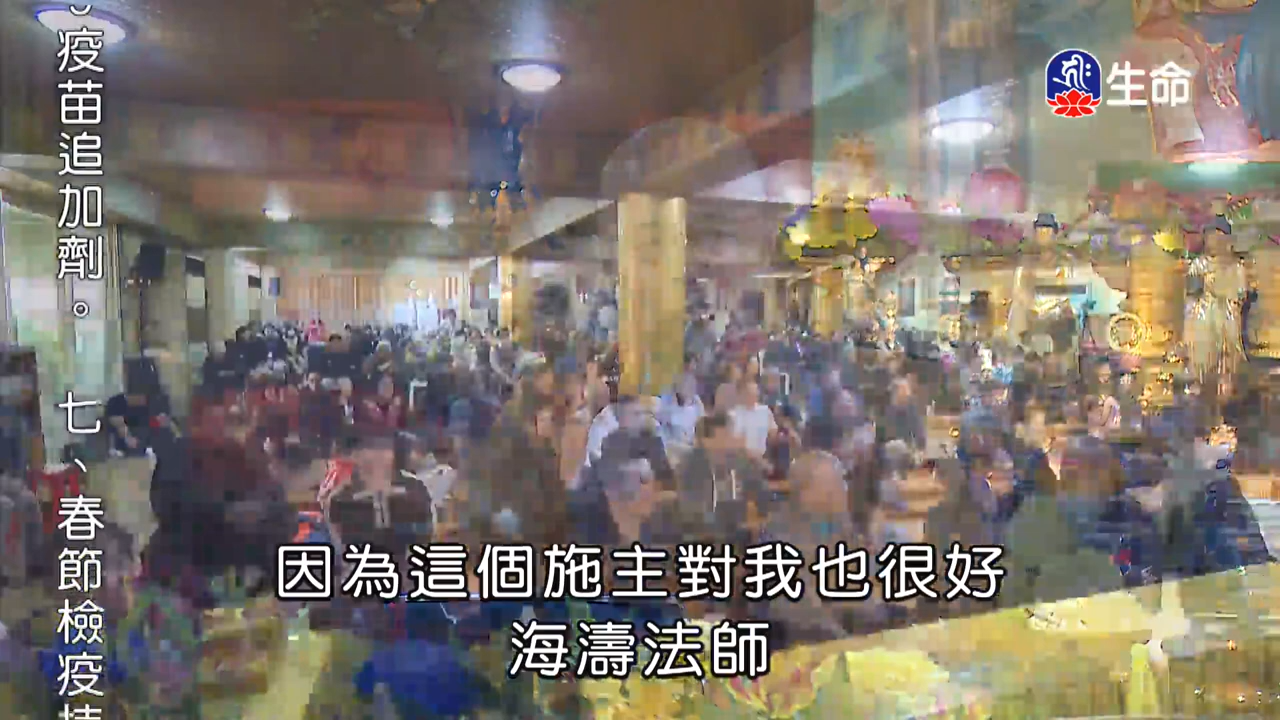 疫苗追加劑。 七、春節檢疫
生命
因為這個施主對我也很好
海濤法師